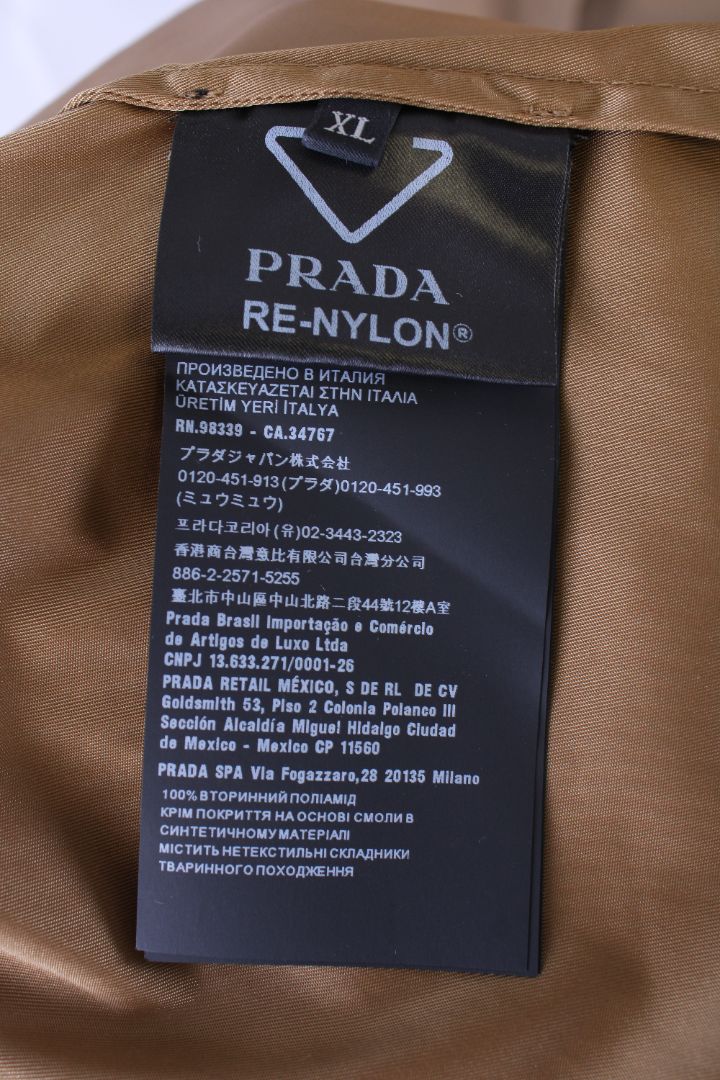 XL
PRADA
RE-NYLON®
ПРОИЗВЕДЕНО В ИТАЛИЯ
ΚΑΤΑΣΚΕΥΑΖΕΤΑΙ ΣΤΗΝ ΙΤΑΛΙΑ
ÜRETİM YERİ İTALYA
RN.98339 - CA.34767
プラダジャパン株式会社
0120-451-913(プラダ)0120-451-993
(ミュウミュウ)
프라다코리아(유)02-3443-2323
香港商台灣意比有限公司台灣分公司
886-2-2571-5255
臺北市中山區中山北路二段44號12樓A室
Prada Brasil Importação e Comércio
de Artigos de Luxo Ltda
CNPJ 13.633.271/0001-26
PRADA RETAIL MÉXICO, S DE RL DE CV
Goldsmith 53, Piso 2 Colonia Polanco III
Sección Alcaldía Miguel Hidalgo Ciudad
de Mexico - Mexico CP 11560
PRADA SPA Via Fogazzaro,28 20135 Milano
100% ВТОРИННИЙ ПОЛІАМІД
КРІМ ПОКРИТТЯ НА ОСНОВІ СМОЛИ В
СИНТЕТИЧНОМУ МАТЕРІАЛІ
МІСТИТЬ НЕТЕКСТИЛЬНІ СКЛАДНИКИ
ТВАРИННОГО ПОХОДЖЕННЯ